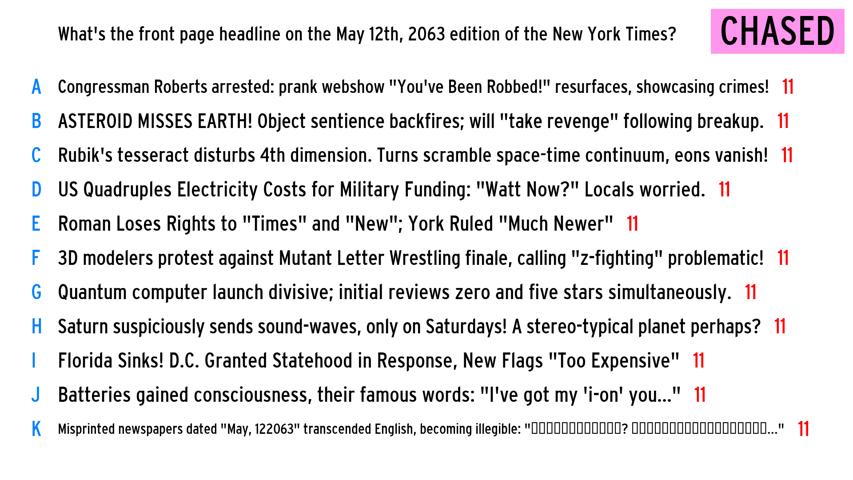 What's the front page headline on the May 12th, 2063 edition of the New York Times?
CHASED
A Congressman Roberts arrested: prank webshow "You've Been Robbed!" resurfaces, showcasing crimes! 11
B ASTEROID MISSES EARTH! Object sentience backfires; will "take revenge" following breakup. 11
C Rubik's tesseract disturbs 4th dimension. Turns scramble space-time continuum, eons vanish! 11
D US Quadruples Electricity Costs for Military Funding: "Watt Now?" Locals worried. 11
E Roman Loses Rights to "Times" and "New"; York Ruled "Much Newer" 11
F 3D modelers protest against Mutant Letter Wrestling finale, calling "z-fighting" problematic! 11
G Quantum computer launch divisive; initial reviews zero and five stars simultaneously. 11
H Saturn suspiciously sends sound-waves, only on Saturdays! A stereo-typical planet perhaps? 11
I Florida Sinks! D.C. Granted Statehood in Response, New Flags "Too Expensive" 11
J Batteries gained consciousness, their famous words: "I've got my 'i-on' you..." 11
K Misprinted newspapers dated "May, 122063" transcended English, becoming illegible: "▯▯▯▯▯▯▯▯▯▯▯▯▯? ▯▯▯▯▯▯▯▯▯▯▯▯▯▯▯▯▯▯▯..." 11